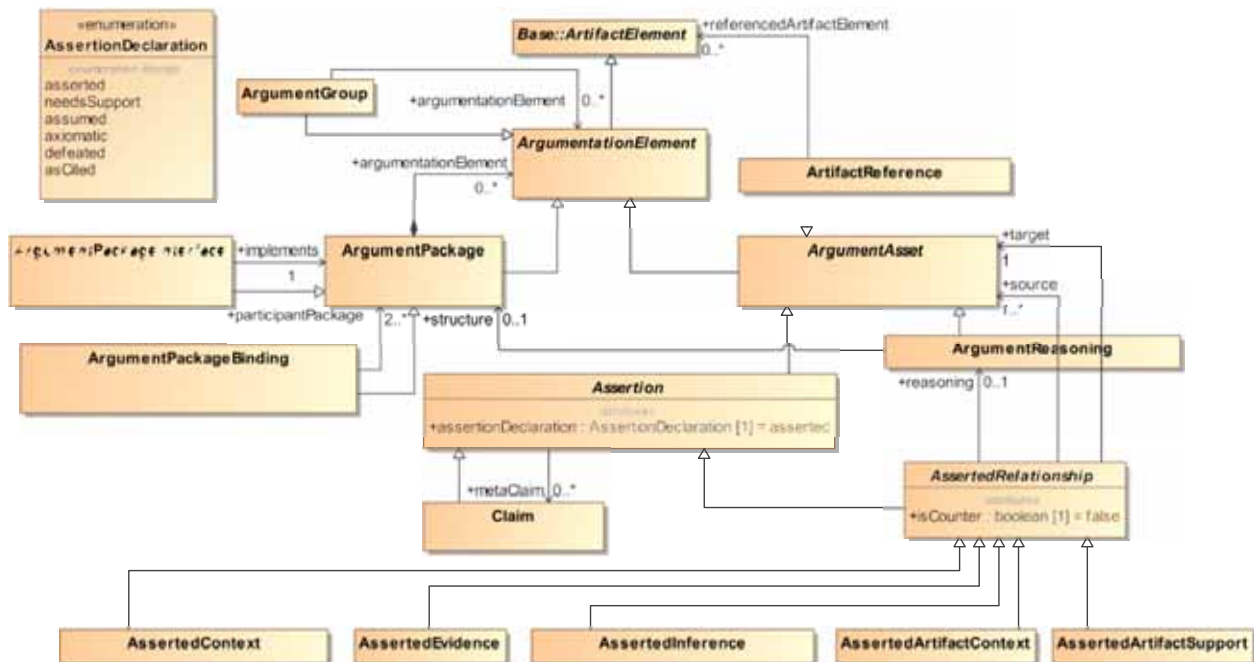 «enumeration»
AssertionDeclaration
asserted
needsSupport
assumed
axiomatic
defeated
asCited
Base::ArtifactElement
+referencedArtifactElement
0..*
ArgumentGroup
+argumentationElement
0..*
ArgumentationElement
+argumentationElement
0..*
ArtifactReference
+implements
1
ArgumentPackage
ArgumentAsset
+target
1
+source
+participantPackage
2..*
+structure
0..1
ArgumentPackageBinding
ArgumentReasoning
+reasoning
0..1
Assertion
+assertionDeclaration : AssertionDeclaration [1] = asserted
AssertedRelationship
+isCounter : boolean [1] = false
+metaClaim
0..*
Claim
AssertedContext
AssertedEvidence
AssertedInference
AssertedArtifactContext
AssertedArtifactSupport